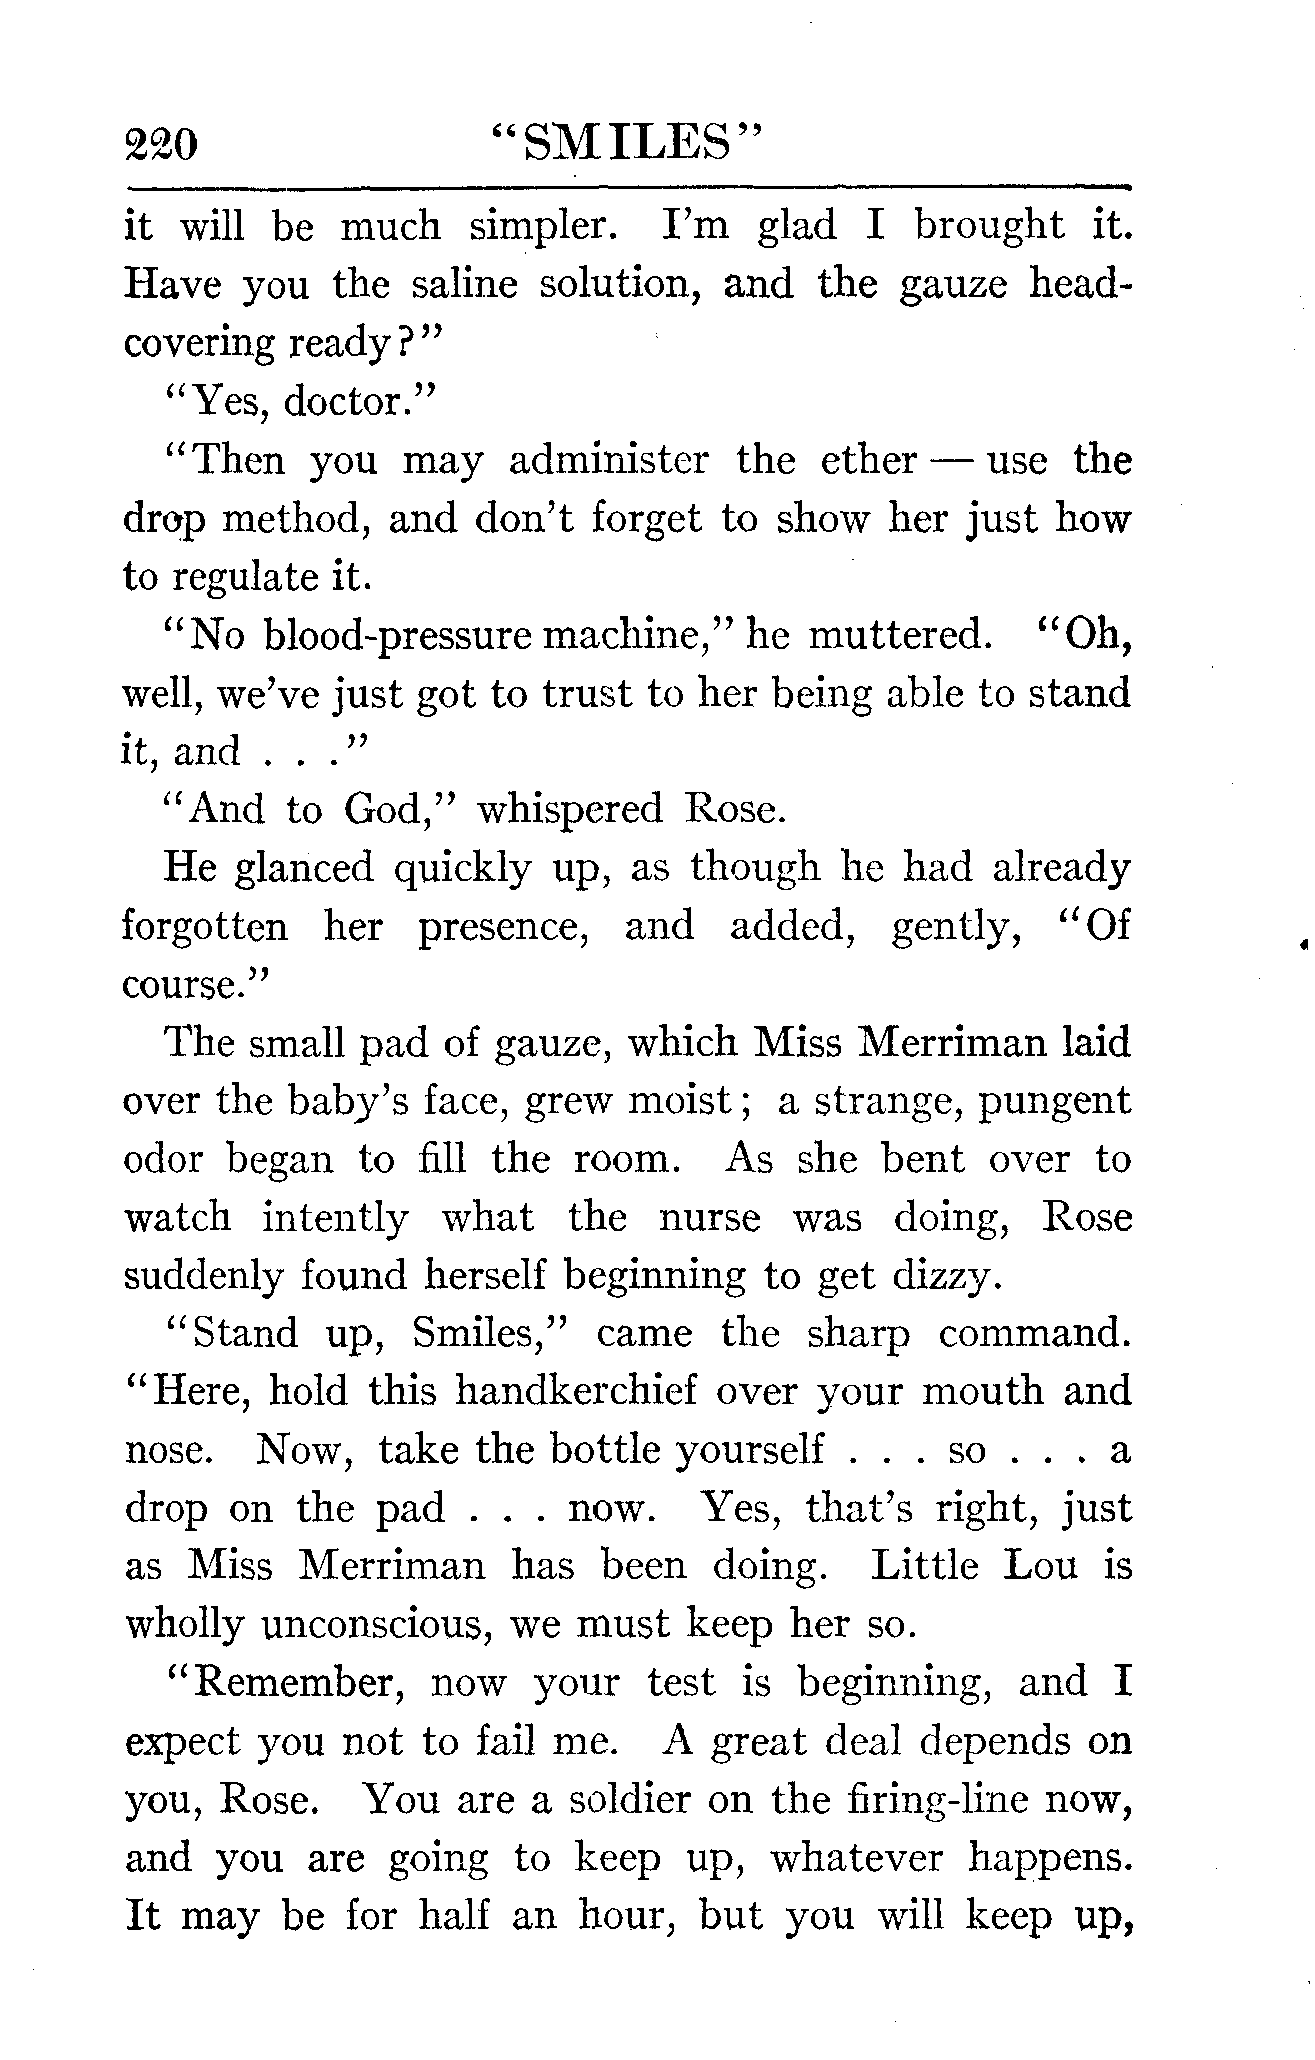 220 "SMILES"
it will be much simpler. I'm glad I brought it.
Have you the saline solution, and the gauze head-
covering ready?"
"Yes, doctor."
"Then you may administer the ether — use the
drop method, and don't forget to show her just how
to regulate it.
"No blood-pressure machine," he muttered. "Oh,
well, we've just got to trust to her being able to stand
it, and . . ."
"And to God," whispered Rose.
He glanced quickly up, as though he had already
forgotten her presence, and added, gently, "Of
course."
The small pad of gauze, which Miss Merriman laid
over the baby's face, grew moist; a strange, pungent
odor began to fill the room. As she bent over to
watch intently what the nurse was doing, Rose
suddenly found herself beginning to get dizzy.
"Stand up, Smiles," came the sharp command.
"Here, hold this handkerchief over your mouth and
nose. Now, take the bottle yourself . . . so . . . a
drop on the pad . . . now. Yes, that's right, just
as Miss Merriman has been doing. Little Lou is
wholly unconscious, we must keep her so.
"Remember, now your test is beginning, and I
expect you not to fail me. A great deal depends on
you, Rose. You are a soldier on the firing-line now,
and you are going to keep up, whatever happens.
It may be for half an hour, but you will keep up,